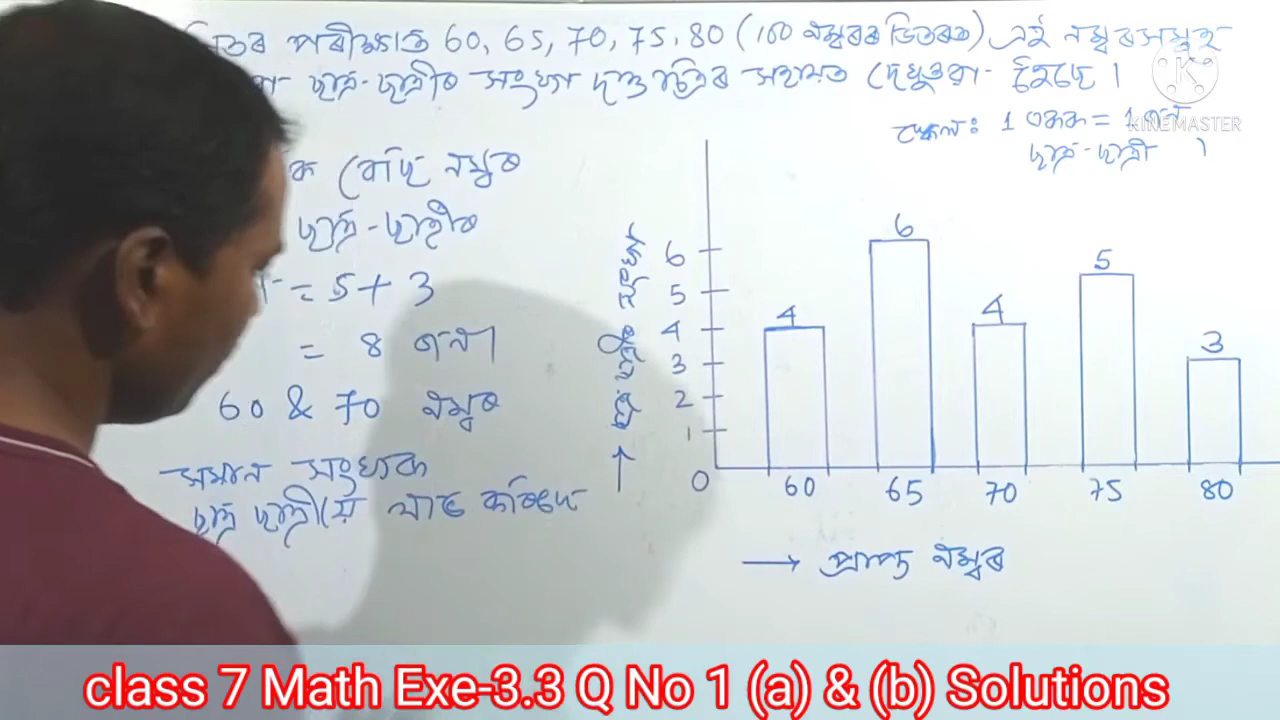 পৰীক্ষাত 60, 65, 70, 75, 80 (100 নম্বৰৰ ভিতৰত) এই নম্বৰসমূহ
ছাত্ৰ-ছাত্ৰীৰ সংখ্যা দণ্ড চিত্ৰৰ সহায়ত দেখুওৱা হৈছে।
স্কেল: 1 একক = 1 জন
ছাত্ৰ-ছাত্ৰী।
KINEMASTER
বেছি নম্বৰ
ছাত্ৰ-ছাত্ৰীৰ
= 5 + 3
= 8 জন।
60 & 70 নম্বৰ
সমান সংখ্যক
ছাত্ৰ ছাত্ৰীয়ে লাভ কৰিছে
6
5
4
3
2
1
0
4
6
4
5
3
60 65 70 75 80
→ প্ৰাপ্ত নম্বৰ
class 7 Math Exe-3.3 Q No 1 (a) & (b) Solutions